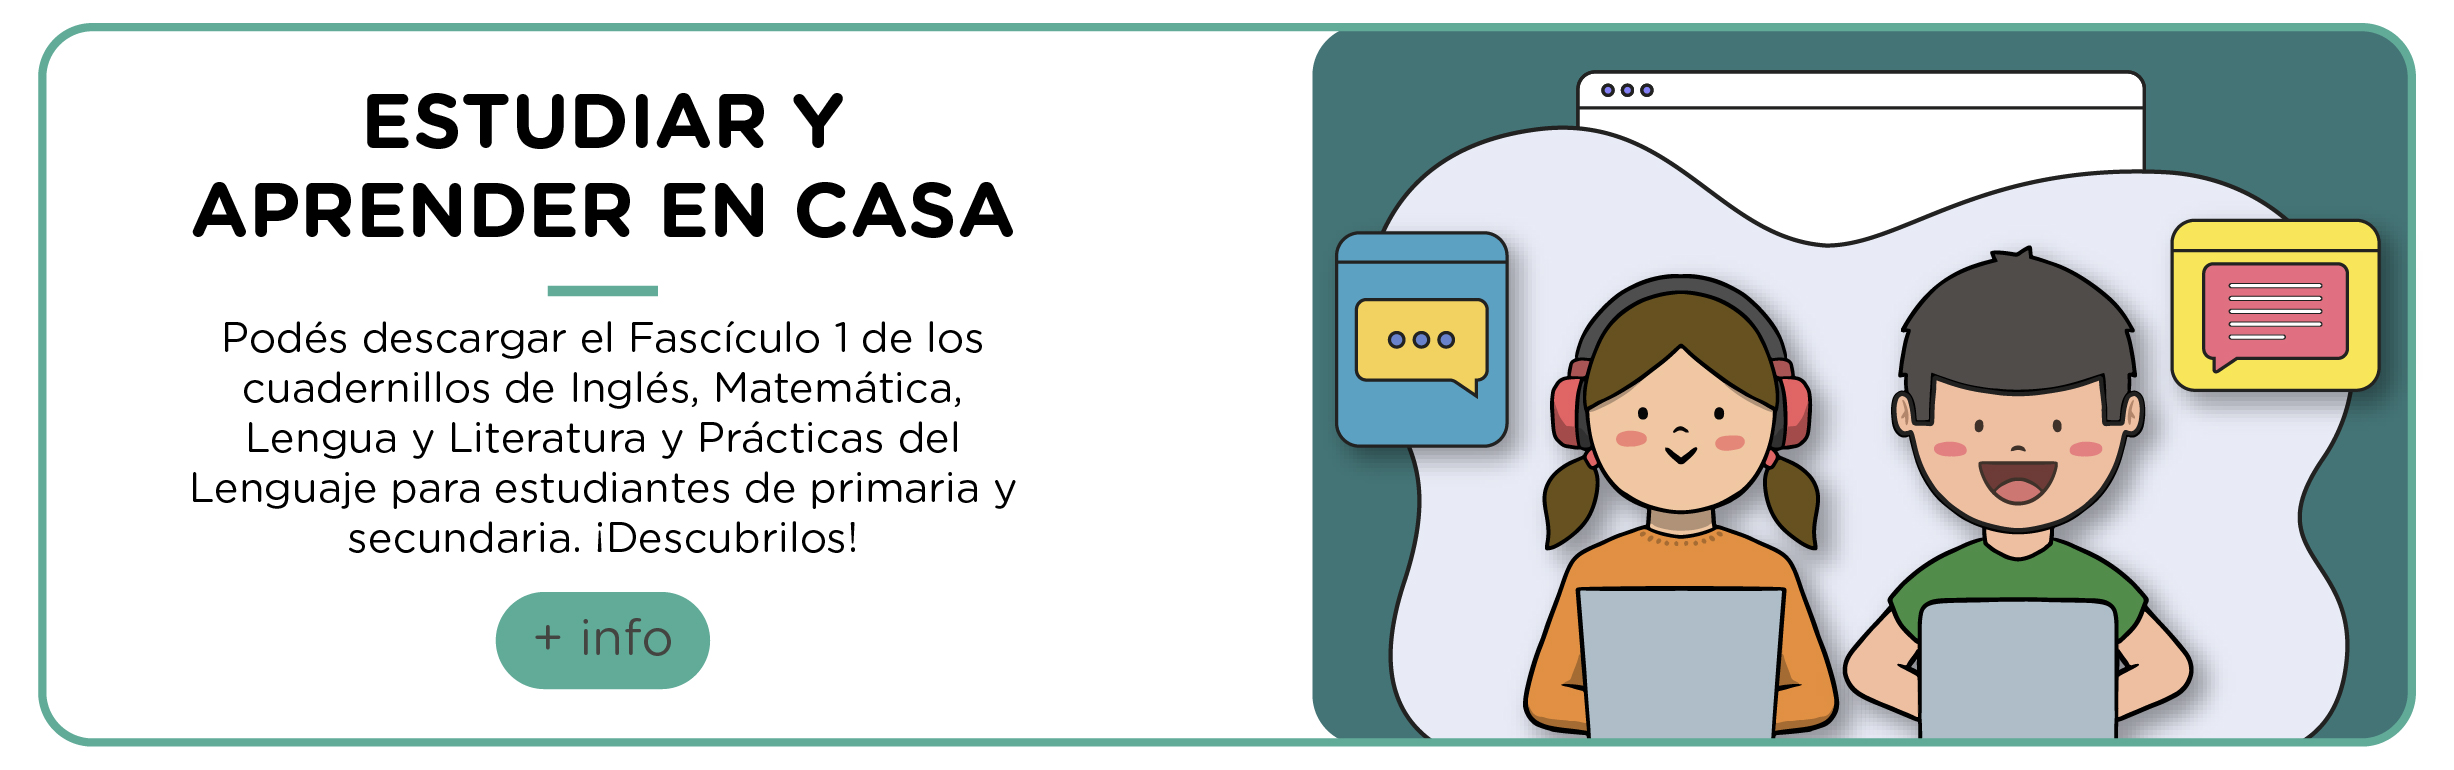 ESTUDIAR Y
APRENDER EN CASA
Podés descargar el Fascículo 1 de los
cuadernillos de Inglés, Matemática,
Lengua y Literatura y Prácticas del
Lenguaje para estudiantes de primaria y
secundaria. ¡Descubrilos!
+ info